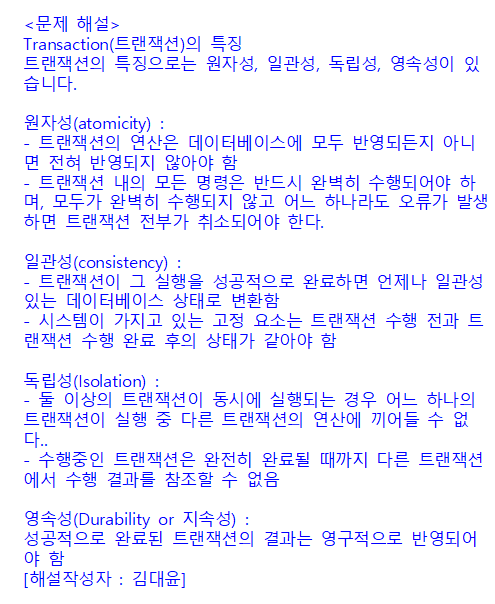 <문제 해설>
Transaction(트랜잭션)의 특징
트랜잭션의 특징으로는 원자성, 일관성, 독립성, 영속성이 있
습니다.
원자성(atomicity) :
- 트랜잭션의 연산은 데이터베이스에 모두 반영되든지 아니
면 전혀 반영되지 않아야 함
- 트랜잭션 내의 모든 명령은 반드시 완벽히 수행되어야 하
며, 모두가 완벽히 수행되지 않고 어느 하나라도 오류가 발생
하면 트랜잭션 전부가 취소되어야 한다.
일관성(consistency) :
- 트랜잭션이 그 실행을 성공적으로 완료하면 언제나 일관성
있는 데이터베이스 상태로 변환함
- 시스템이 가지고 있는 고정 요소는 트랜잭션 수행 전과 트
랜잭션 수행 완료 후의 상태가 같아야 함
독립성(Isolation) :
- 둘 이상의 트랜잭션이 동시에 실행되는 경우 어느 하나의
트랜잭션이 실행 중 다른 트랜잭션의 연산에 끼어들 수 없
다..
- 수행중인 트랜잭션은 완전히 완료될 때까지 다른 트랜잭션
에서 수행 결과를 참조할 수 없음
영속성(Durability or 지속성) :
성공적으로 완료된 트랜잭션의 결과는 영구적으로 반영되어
야 함
[해설작성자 : 김대윤]